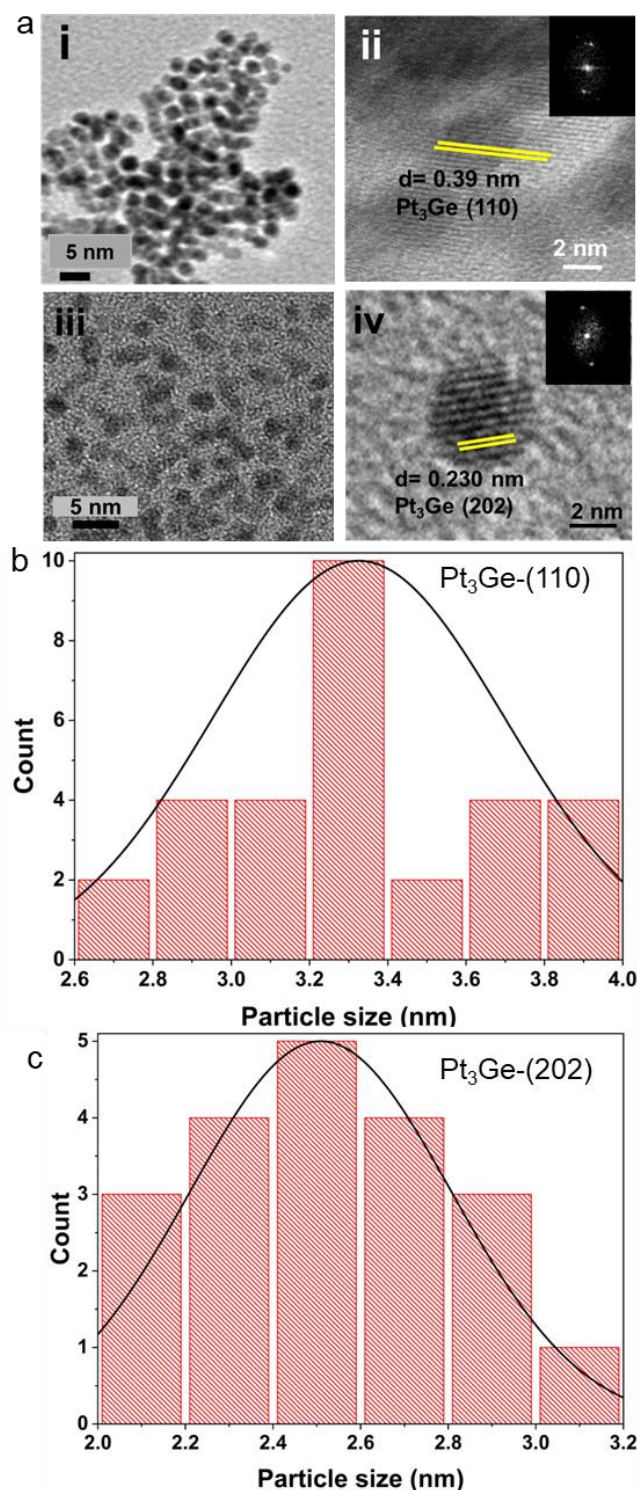 a
i
5 nm
ii
d= 0.39 nm
Pt₃Ge (110)
2 nm
iii
5 nm
iv
d= 0.230 nm
Pt₃Ge (202)
2 nm
b
Pt₃Ge-(110)
Count
10
8
6
4
2
0
2.6 2.8 3.0 3.2 3.4 3.6 3.8 4.0
Particle size (nm)
c
Pt₃Ge-(202)
Count
5
4
3
2
1
0
2.0 2.2 2.4 2.6 2.8 3.0 3.2
Particle size (nm)